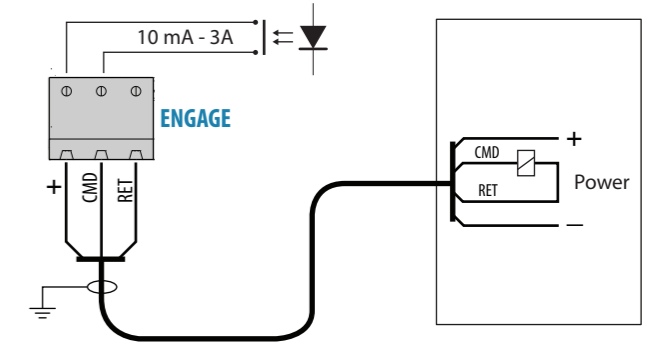 10 mA - 3A
ENGAGE
+
CMD
RET
+
CMD
RET
Power
−